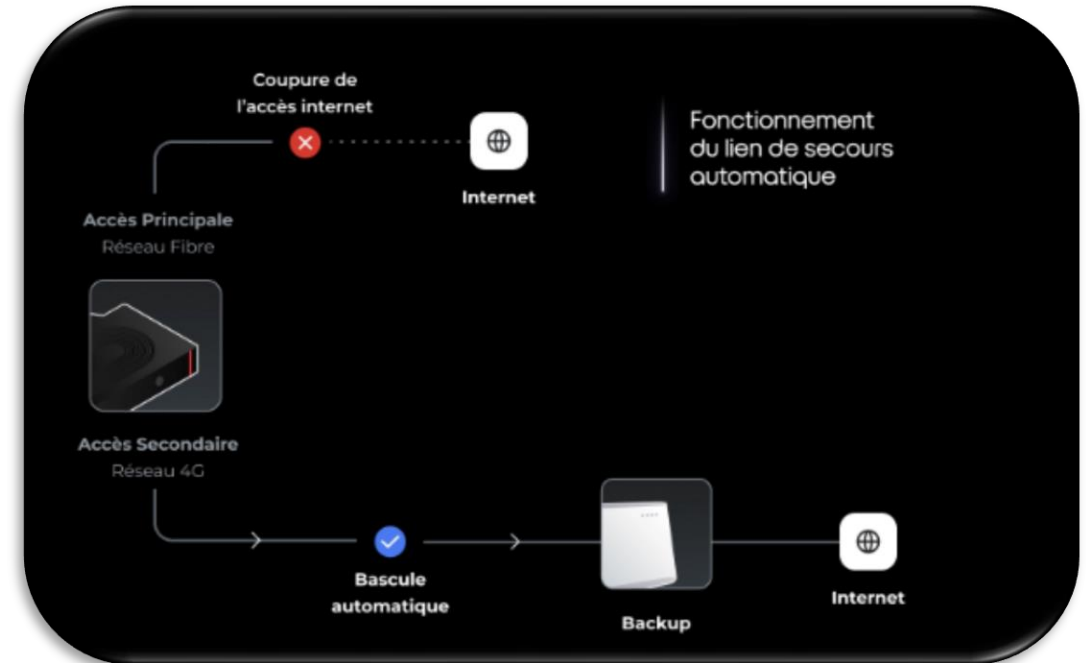 Coupure de
l'accès internet
Internet
Fonctionnement
du lien de secours
automatique
Accès Principale
Réseau Fibre
Accès Secondaire
Réseau 4G
Bascule
automatique
Backup
Internet